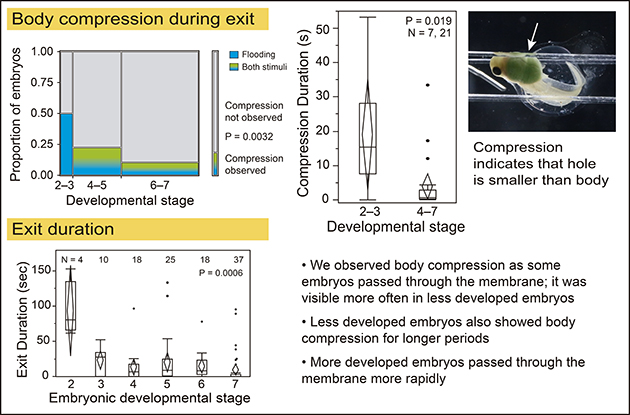 Body compression during exit
Proportion of embryos
1.00
0.75
0.50
0.25
0.00
2–3
4–5
6–7
Developmental stage
Flooding
Both stimuli
Compression
not observed
P = 0.0032
Compression
observed
Compression Duration (s)
50
40
30
20
10
0
P = 0.019
N = 7, 21
2–3
4–7
Developmental stage
Compression
indicates that hole
is smaller than body
Exit duration
Exit Duration (sec)
150
100
50
0
N = 4 10 18 25 18 37
P = 0.0006
2 3 4 5 6 7
Embryonic developmental stage
• We observed body compression as some
embryos passed through the membrane; it was
visible more often in less developed embryos
• Less developed embryos also showed body
compression for longer periods
• More developed embryos passed through the
membrane more rapidly